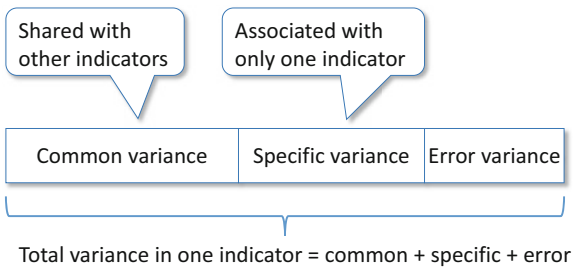 Shared with
other indicators
Associated with
only one indicator
Common variance
Specific variance
Error variance
Total variance in one indicator = common + specific + error